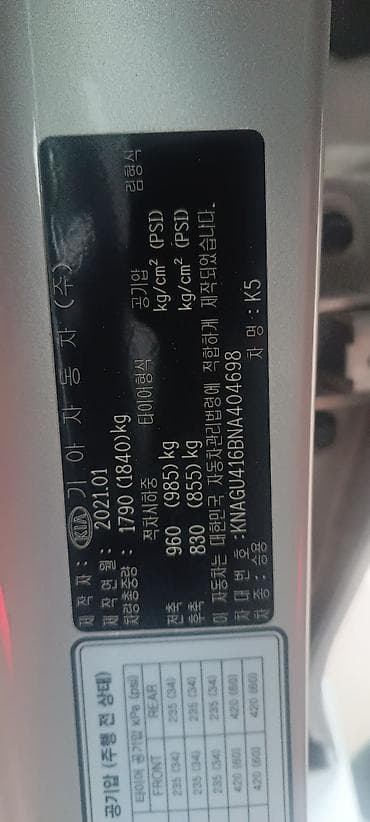 제 작 자 : KIA 기 아 자 동 차 (주)
제 작 연 월 : 2021.01
차량총중량 : 1790 (1840)kg
적차시하중 타이어형식 공기압 림형식
전축 960 (985)kg kg/cm² (PSI)
후축 830 (855)kg kg/cm² (PSI)
이 자동차는 대한민국 자동차관리법령에 적합하게 제작되었습니다.
차 대 번 호 : KNAGU416BNA404698
차 종 : 승용 차 명 : K5
공기압 (주행 전 상태)
타이어 공기압 kPa (psi)
FRONT REAR
235 (34) 235 (34)
235 (34) 235 (34)
235 (34) 235 (34)
420 (60) 420 (60)
420 (60) 420 (60)